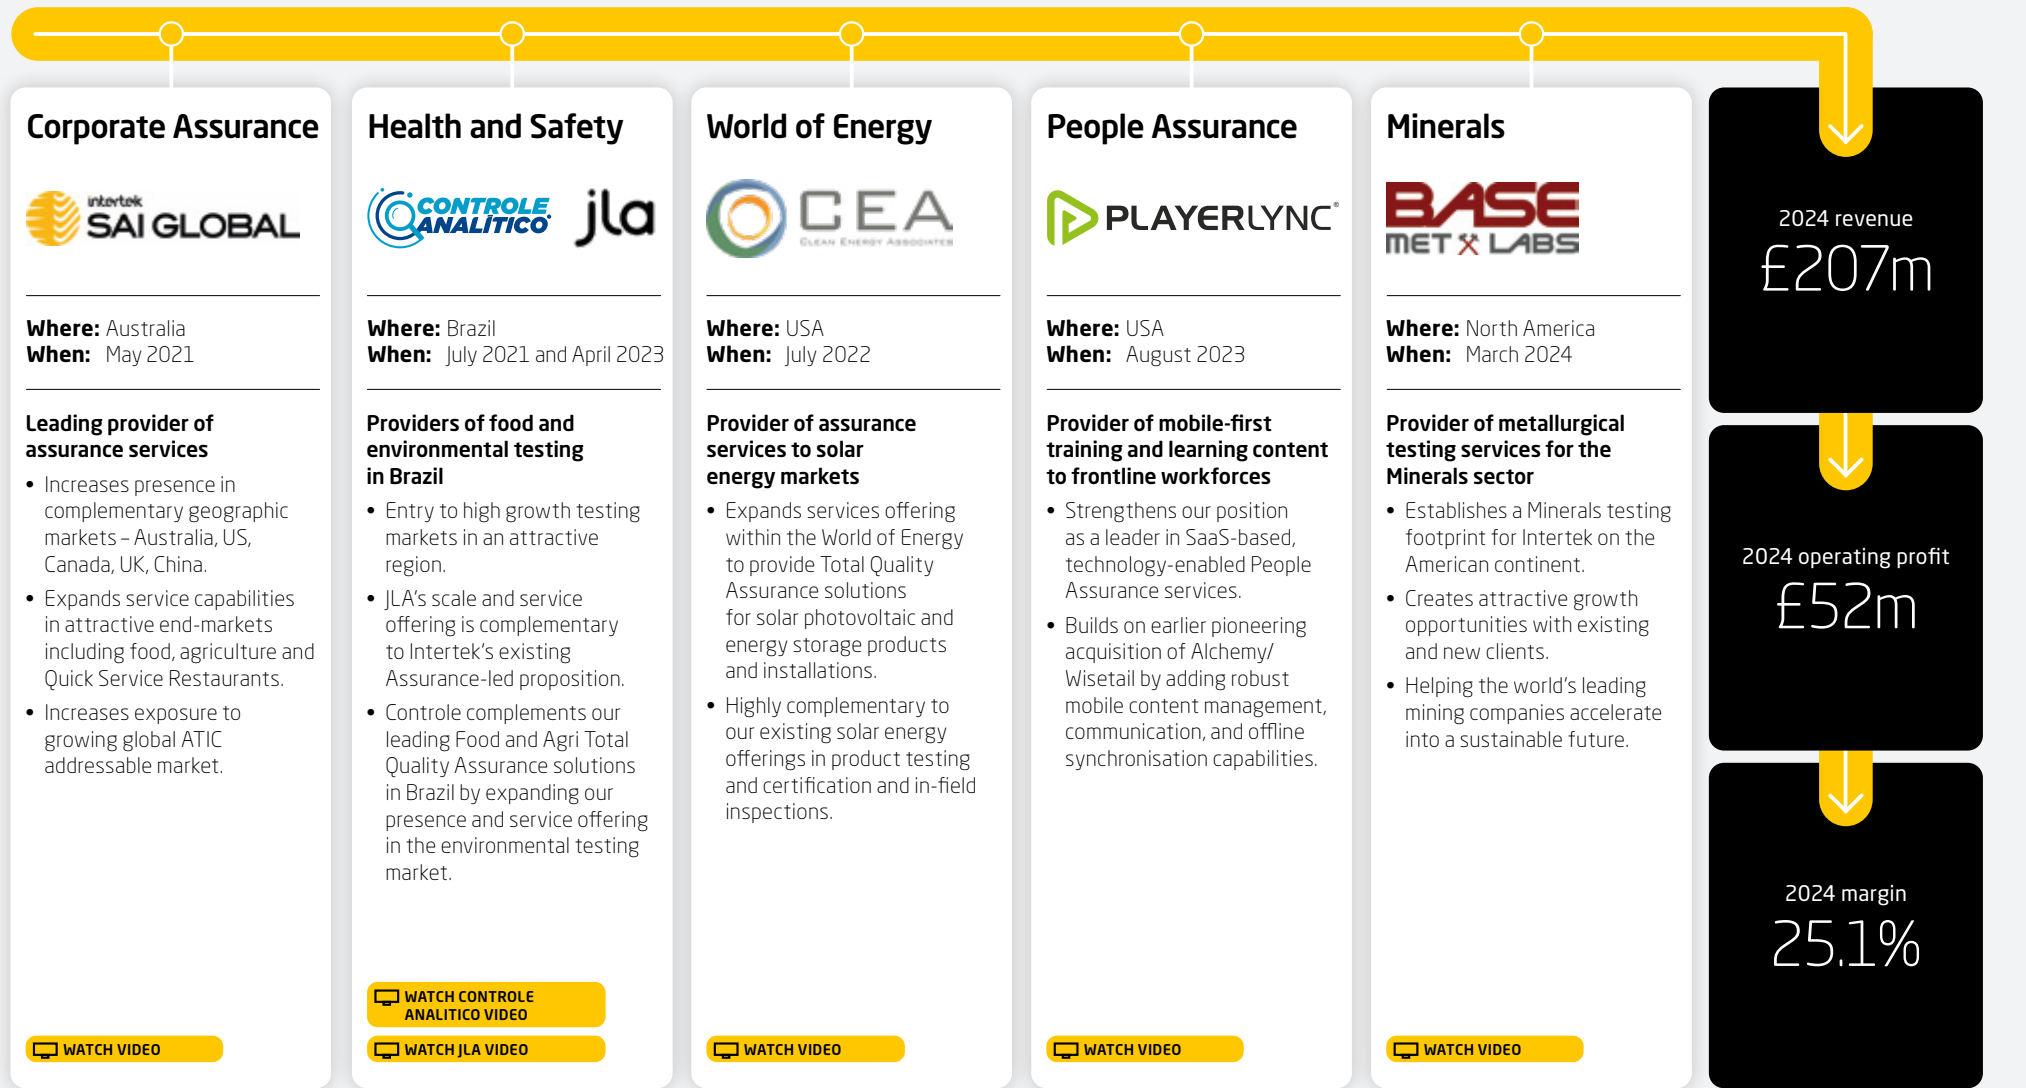 Corporate Assurance
intertek
SAI GLOBAL
Where: Australia
When: May 2021
Leading provider of
assurance services
• Increases presence in
complementary geographic
markets – Australia, US,
Canada, UK, China.
• Expands service capabilities
in attractive end-markets
including food, agriculture and
Quick Service Restaurants.
• Increases exposure to
growing global ATIC
addressable market.
WATCH VIDEO
Health and Safety
CONTROLE
ANALÍTICO
jla
Where: Brazil
When: July 2021 and April 2023
Providers of food and
environmental testing
in Brazil
• Entry to high growth testing
markets in an attractive
region.
• JLA's scale and service
offering is complementary
to Intertek's existing
Assurance-led proposition.
• Controle complements our
leading Food and Agri Total
Quality Assurance solutions
in Brazil by expanding our
presence and service offering
in the environmental testing
market.
WATCH CONTROLE
ANALITICO VIDEO
WATCH JLA VIDEO
World of Energy
CEA
CLEAN ENERGY ASSOCIATES
Where: USA
When: July 2022
Provider of assurance
services to solar
energy markets
• Expands services offering
within the World of Energy
to provide Total Quality
Assurance solutions
for solar photovoltaic and
energy storage products
and installations.
• Highly complementary to
our existing solar energy
offerings in product testing
and certification and in-field
inspections.
WATCH VIDEO
People Assurance
PLAYERLYNC®
Where: USA
When: August 2023
Provider of mobile-first
training and learning content
to frontline workforces
• Strengthens our position
as a leader in SaaS-based,
technology-enabled People
Assurance services.
• Builds on earlier pioneering
acquisition of Alchemy/
Wisetail by adding robust
mobile content management,
communication, and offline
synchronisation capabilities.
WATCH VIDEO
Minerals
BASE
MET LABS
Where: North America
When: March 2024
Provider of metallurgical
testing services for the
Minerals sector
• Establishes a Minerals testing
footprint for Intertek on the
American continent.
• Creates attractive growth
opportunities with existing
and new clients.
• Helping the world's leading
mining companies accelerate
into a sustainable future.
WATCH VIDEO
2024 revenue
£207m
2024 operating profit
£52m
2024 margin
25.1%